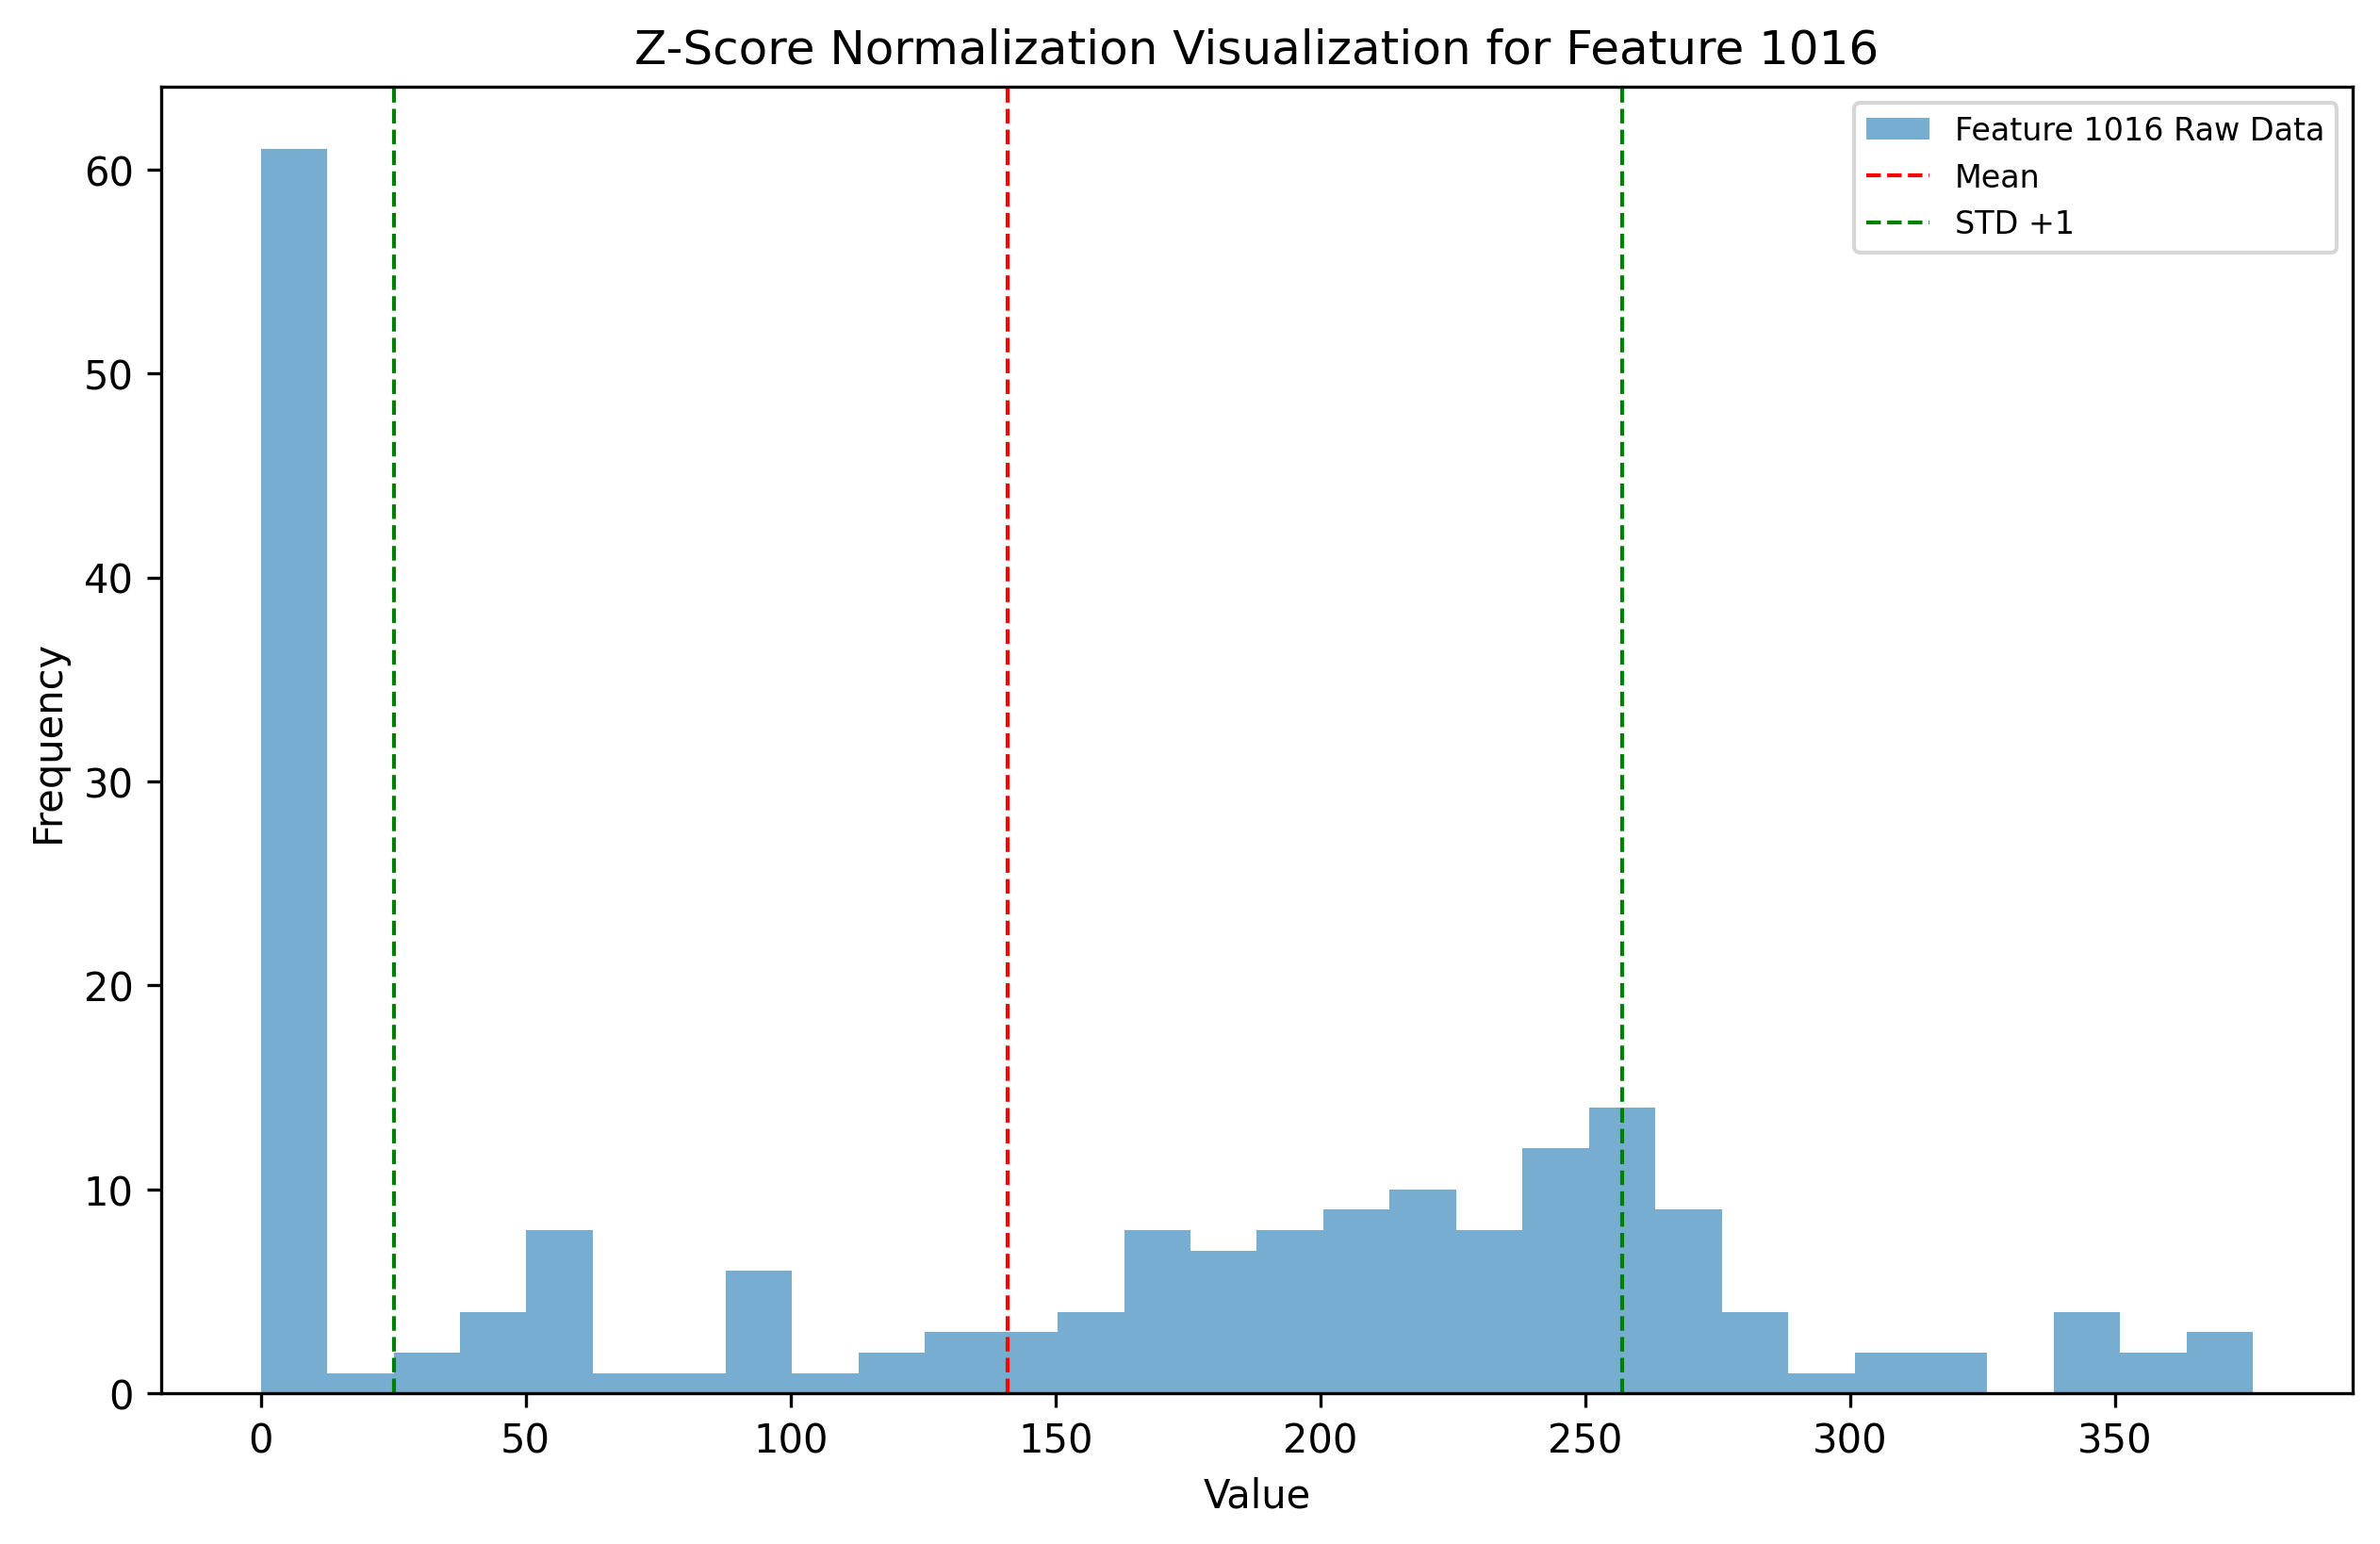 Z-Score Normalization Visualization for Feature 1016
Feature 1016 Raw Data
Mean
STD +1
60
50
40
30
20
10
0
Frequency
0 50 100 150 200 250 300 350
Value